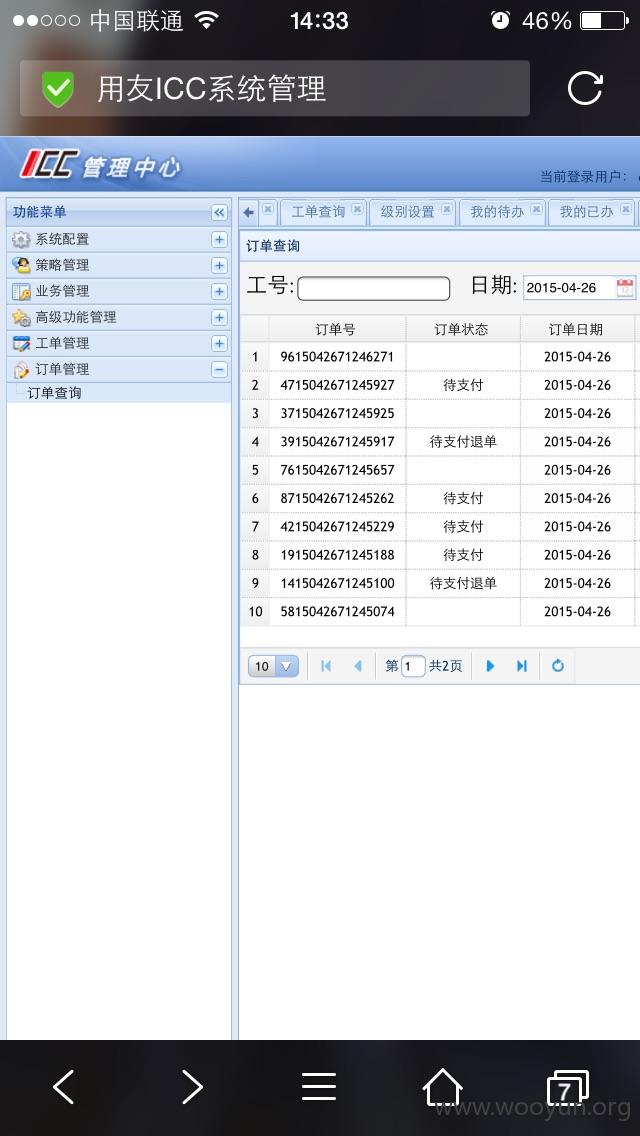 中国联通 14:33 46%
用友ICC系统管理
ICC 管理中心
当前登录用户：
功能菜单
系统配置
策略管理
业务管理
高级功能管理
工单管理
订单管理
订单查询
工单查询 级别设置 我的待办 我的已办
订单查询
工号: 日期: 2015-04-26
订单号 订单状态 订单日期
1 9615042671246271 2015-04-26
2 4715042671245927 待支付 2015-04-26
3 3715042671245925 2015-04-26
4 3915042671245917 待支付退单 2015-04-26
5 7615042671245657 2015-04-26
6 8715042671245262 待支付 2015-04-26
7 4215042671245229 待支付 2015-04-26
8 1915042671245188 待支付 2015-04-26
9 1415042671245100 待支付退单 2015-04-26
10 5815042671245074 2015-04-26
10 第 1 共2页
7
www.wooyun.org